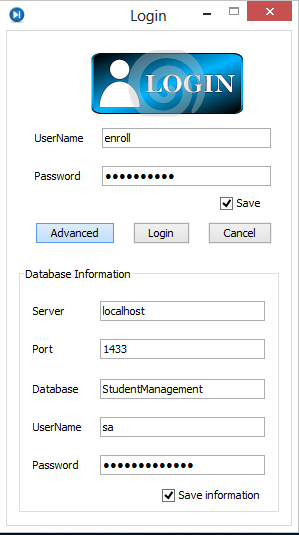 Login
LOGIN
UserName enroll
Password ●●●●●●●●●●
Save
Advanced Login Cancel
Database Information
Server localhost
Port 1433
Database StudentManagement
UserName sa
Password ●●●●●●●●●●●●●
Save information